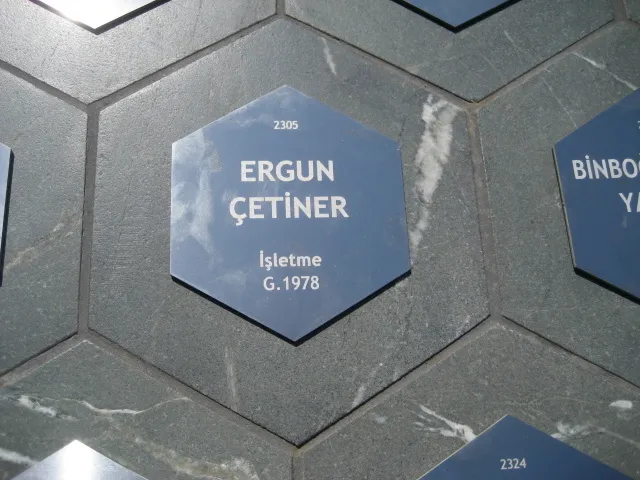 2305
ERGUN
ÇETİNER
İşletme
G.1978
2324